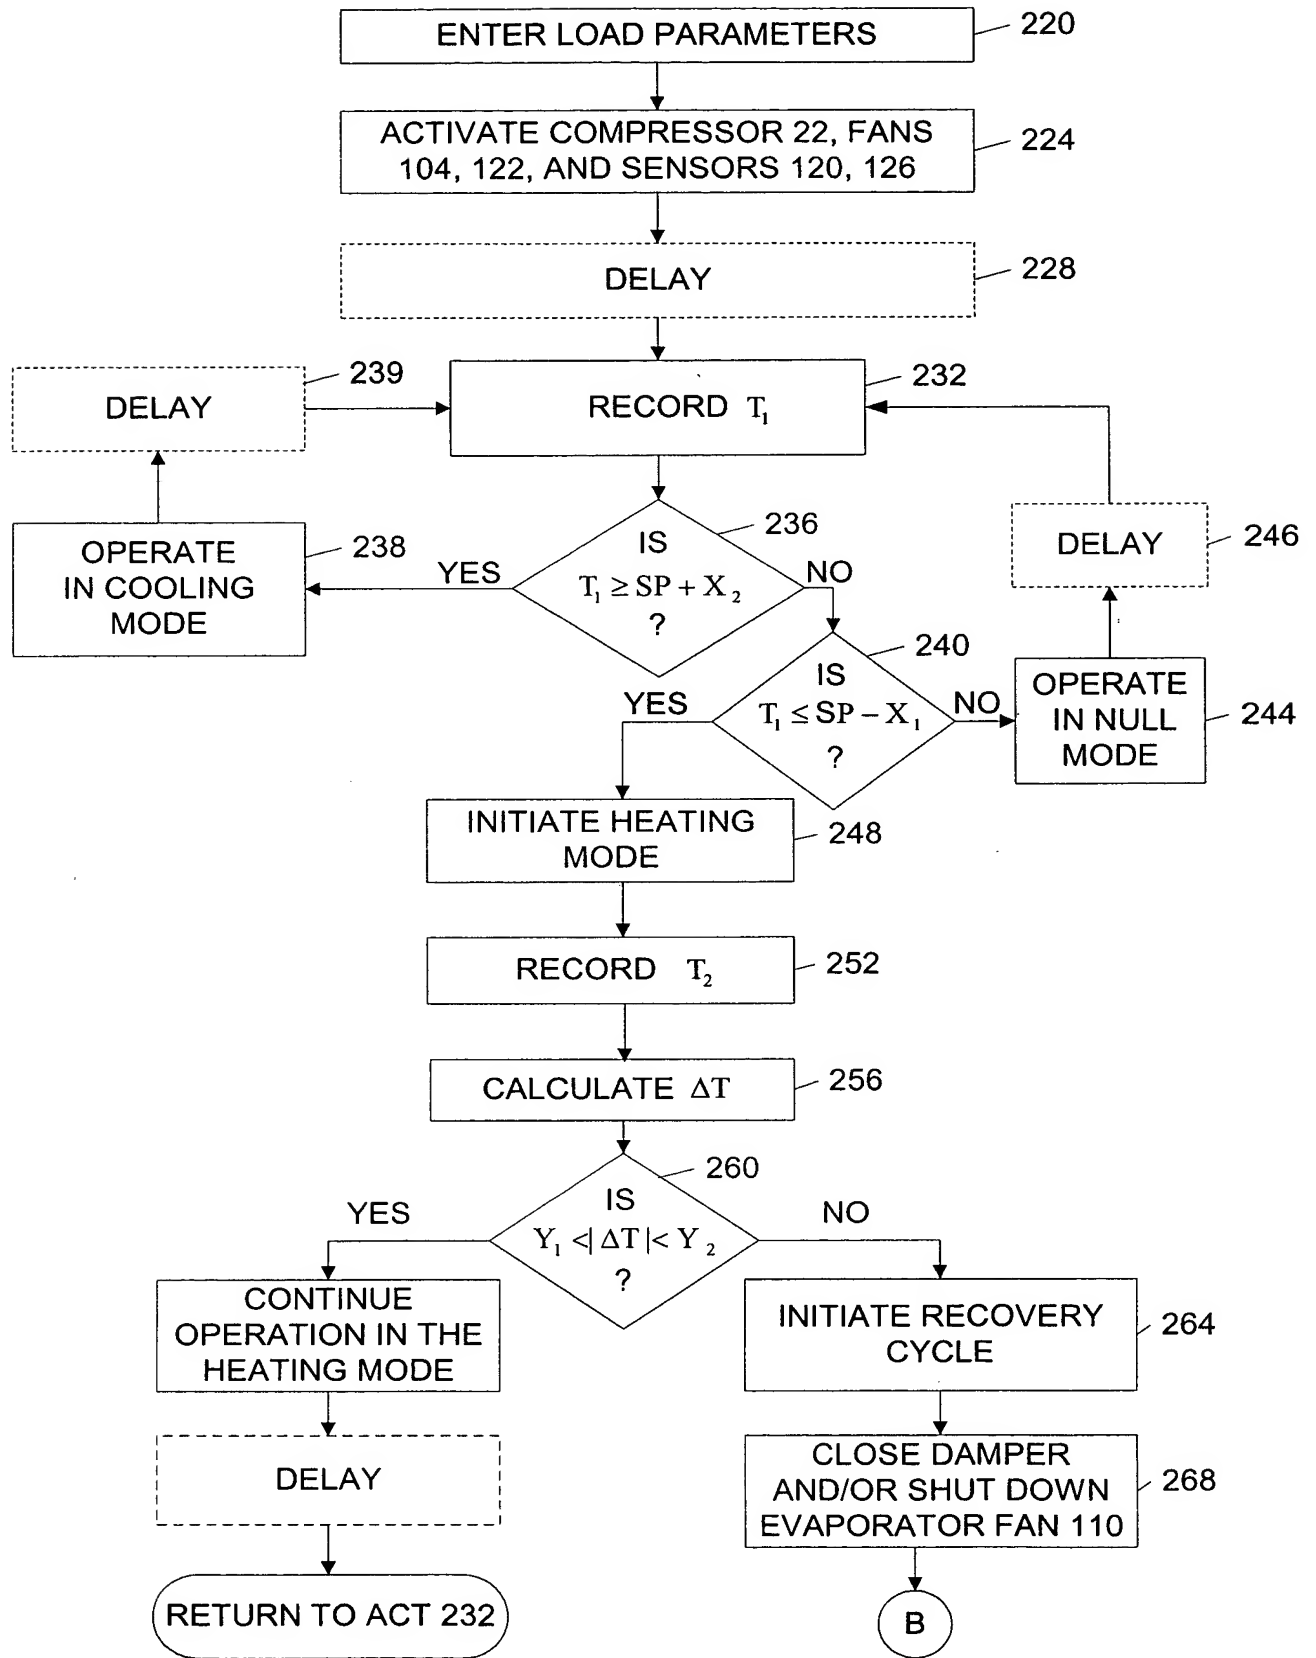 ENTER LOAD PARAMETERS
220
ACTIVATE COMPRESSOR 22, FANS
104, 122, AND SENSORS 120, 126
224
DELAY
228
DELAY
239
RECORD T₁
232
OPERATE
IN COOLING
MODE
238
YES
IS
T₁ ≥ SP + X₂
?
236
NO
DELAY
246
YES
IS
T₁ ≤ SP – X₁
?
240
NO
OPERATE
IN NULL
MODE
244
INITIATE HEATING
MODE
248
RECORD T₂
252
CALCULATE ΔT
256
YES
IS
Y₁ <| ΔT |< Y₂
?
260
NO
CONTINUE
OPERATION IN THE
HEATING MODE
INITIATE RECOVERY
CYCLE
264
DELAY
CLOSE DAMPER
AND/OR SHUT DOWN
EVAPORATOR FAN 110
268
RETURN TO ACT 232
B